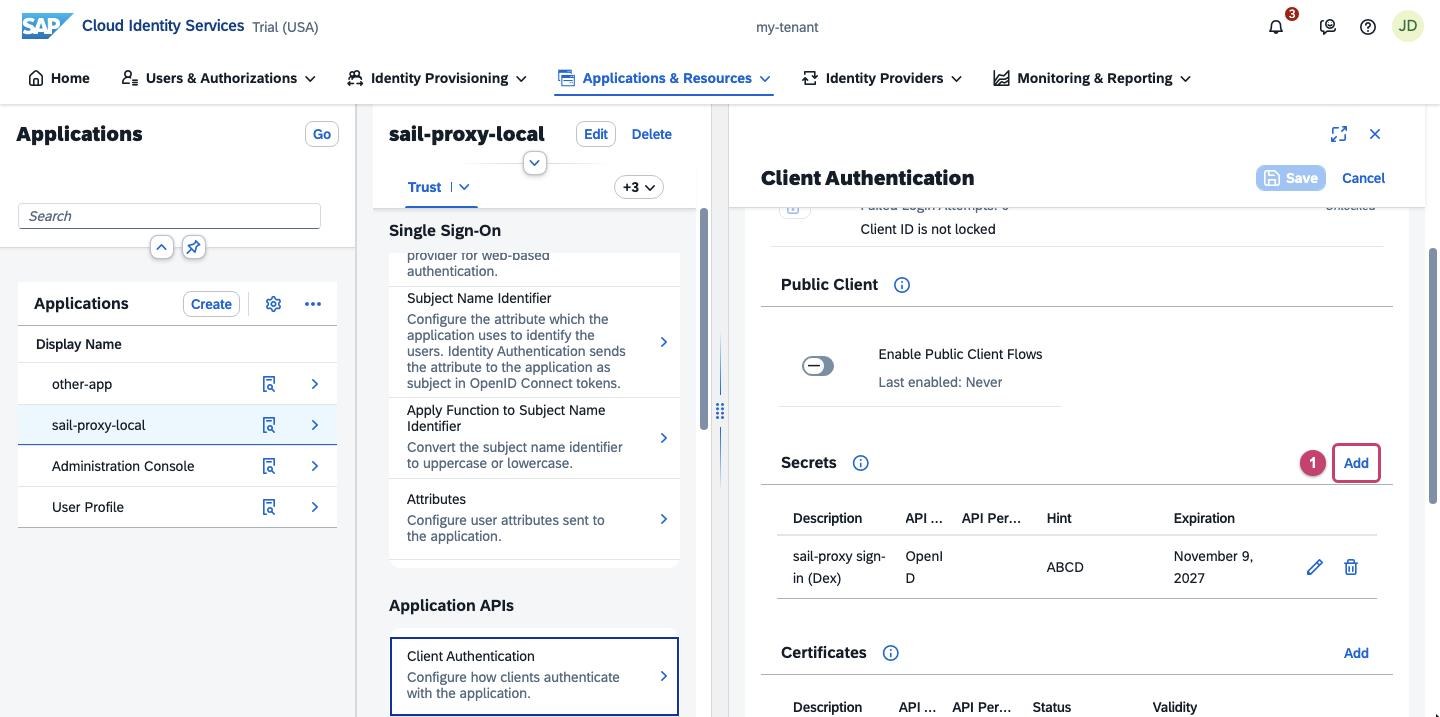 SAP Cloud Identity Services Trial (USA)
my-tenant
3
JD
Home
Users & Authorizations
Identity Provisioning
Applications & Resources
Identity Providers
Monitoring & Reporting
Applications
Go
Search
Applications
Create
Display Name
other-app
sail-proxy-local
Administration Console
User Profile
sail-proxy-local
Edit
Delete
Trust
+3
Single Sign-On
provider for web-based
authentication.
Subject Name Identifier
Configure the attribute which the
application uses to identify the
users. Identity Authentication sends
the attribute to the application as
subject in OpenID Connect tokens.
Apply Function to Subject Name
Identifier
Convert the subject name identifier
to uppercase or lowercase.
Attributes
Configure user attributes sent to
the application.
Application APIs
Client Authentication
Configure how clients authenticate
with the application.
Client Authentication
Save
Cancel
Failed Login Attempts: 0
Unlocked
Client ID is not locked
Public Client
Enable Public Client Flows
Last enabled: Never
Secrets
1
Add
Description API ... API Per... Hint Expiration
sail-proxy sign- OpenI ABCD November 9,
in (Dex) D 2027
Certificates
Add
Description API ... API Per... Status Validity